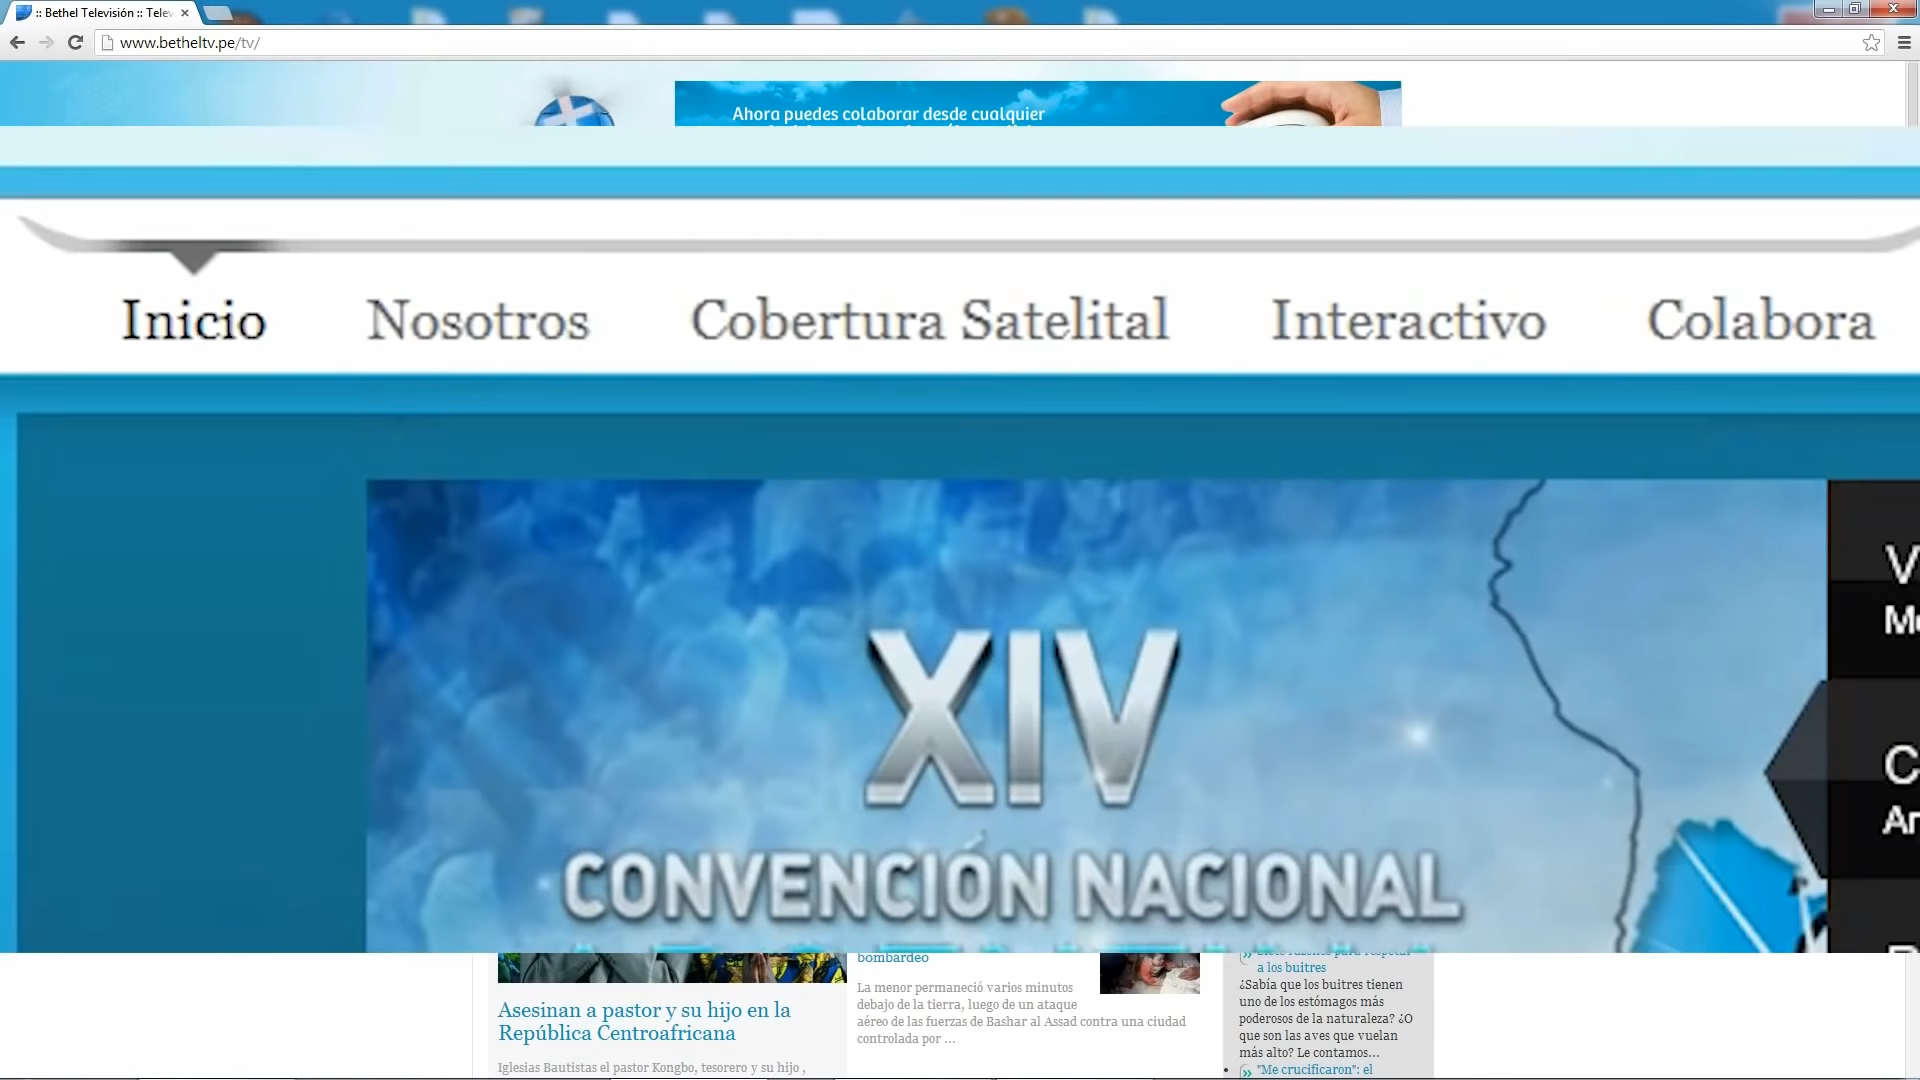 :: Bethel Televisión :: Telev
www.betheltv.pe/tv/
Ahora puedes colaborar desde cualquier
Inicio Nosotros Cobertura Satelital Interactivo Colabora
XIV
CONVENCIÓN NACIONAL
bombardeo
La menor permaneció varios minutos
debajo de la tierra, luego de un ataque
aéreo de las fuerzas de Bashar al Assad contra una ciudad
controlada por ...
Asesinan a pastor y su hijo en la
República Centroafricana
Iglesias Bautistas el pastor Kongbo, tesorero y su hijo ,
a los buitres
¿Sabía que los buitres tienen
uno de los estómagos más
poderosos de la naturaleza? ¿O
que son las aves que vuelan
más alto? Le contamos...
"Me crucificaron": el